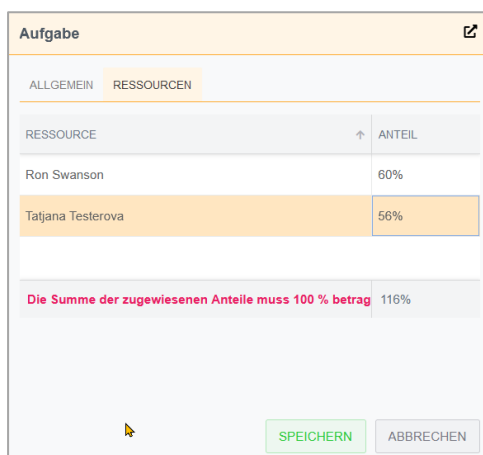 Aufgabe
ALLGEMEIN RESSOURCEN
RESSOURCE ANTEIL
Ron Swanson 60%
Tatjana Testerova 56%
Die Summe der zugewiesenen Anteile muss 100 % betrag 116%
SPEICHERN ABBRECHEN